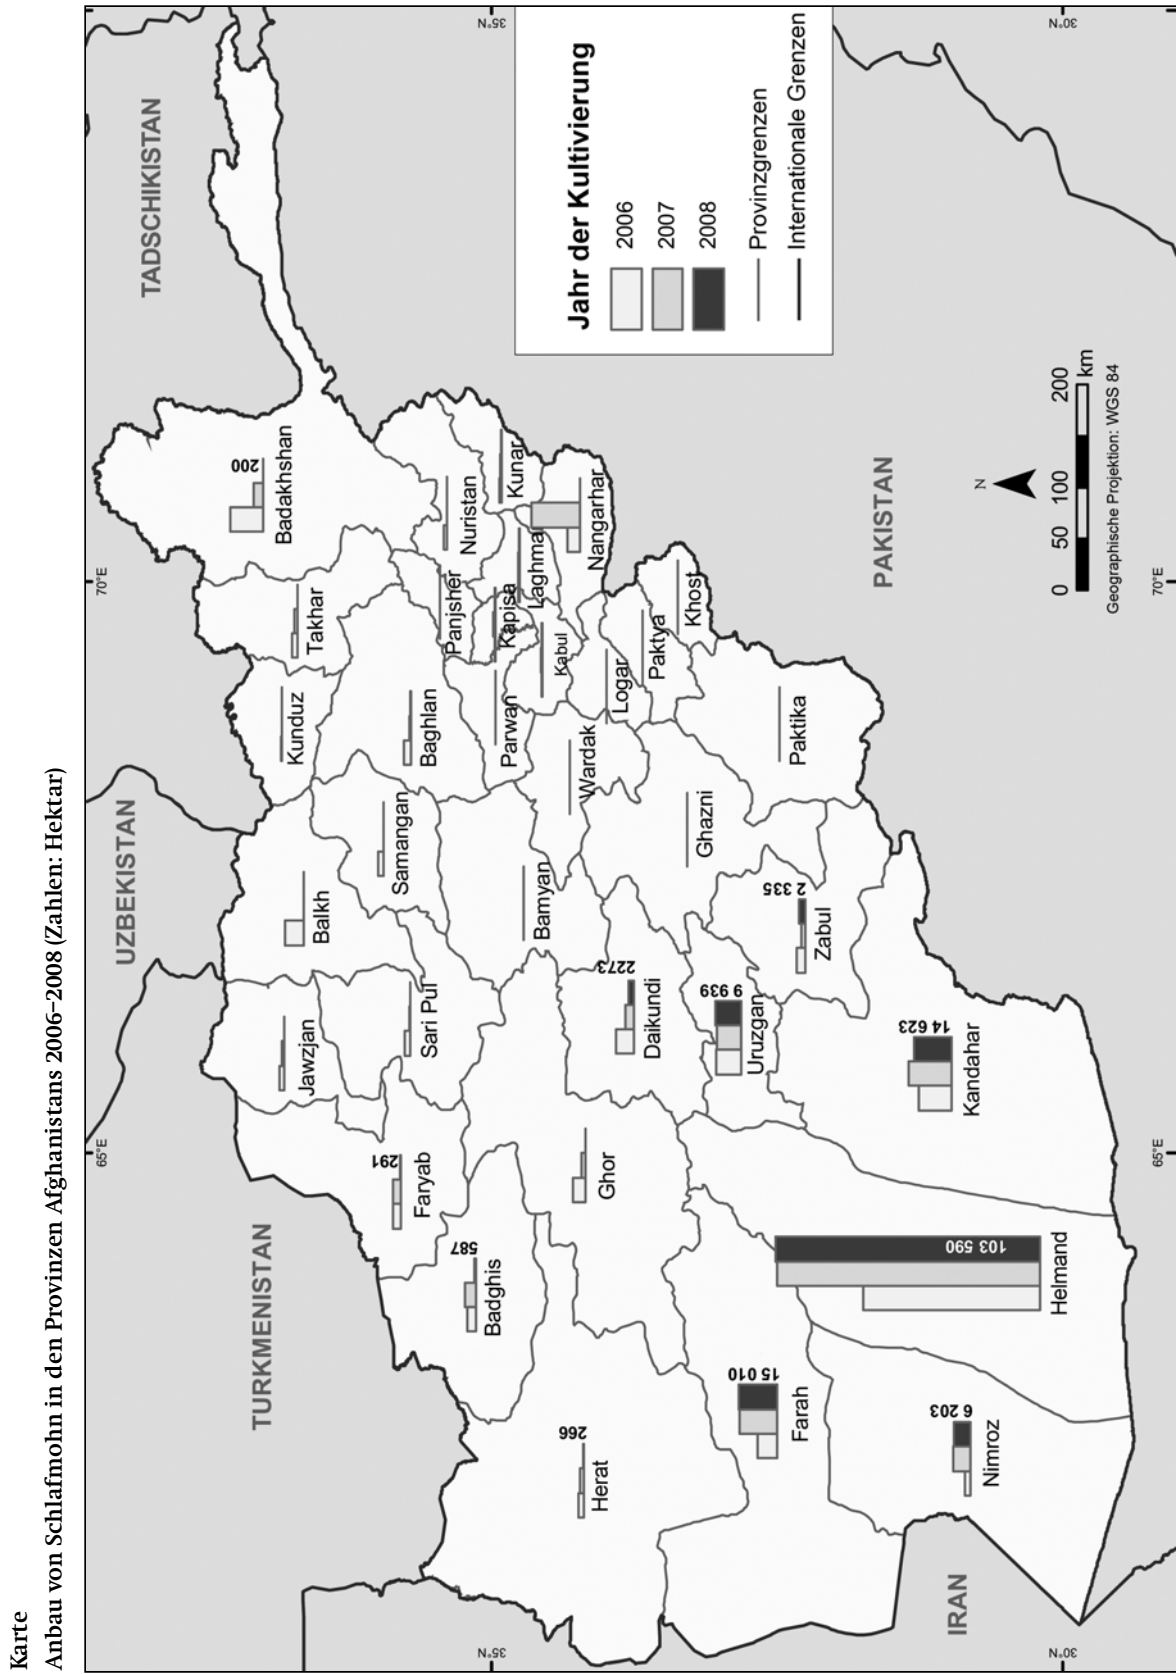 Karte
Anbau von Schlafmohn in den Provinzen Afghanistans 2006–2008 (Zahlen: Hektar)
70°E
65°E
35°N
35°N
30°N
30°N
70°E
65°E
TADSCHIKISTAN
UZBEKISTAN
TURKMENISTAN
PAKISTAN
IRAN
200
Badakhshan
Takhar
Kunduz
Balkh
Jawzjan
Samangan
Baghlan
Sari Pul
291
Faryab
587
Badghis
Nuristan
Kunar
Panjsher
Kapisa
Laghman
Nangarhar
Parwan
Kabul
Wardak
Logar
Paktya
Khost
Bamyan
Ghor
266
Herat
2273
Daikundi
Ghazni
Paktika
9 939
Uruzgan
2 335
Zabul
15 010
Farah
14 623
Kandahar
103 590
Helmand
6 203
Nimroz
Jahr der Kultivierung
2006
2007
2008
Provinzgrenzen
Internationale Grenzen
N
0 50 100 200
km
Geographische Projektion: WGS 84